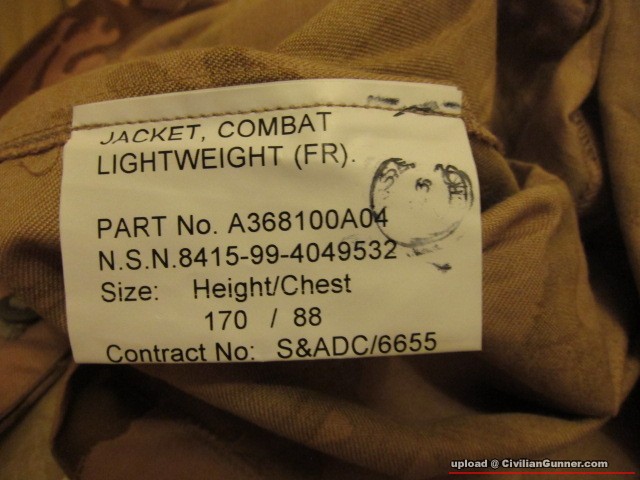 JACKET, COMBAT
LIGHTWEIGHT (FR).
PART No. A368100A04
N.S.N.8415-99-4049532
Size: Height/Chest
170 / 88
Contract No: S&ADC/6655
upload @ CivilianGunner.com